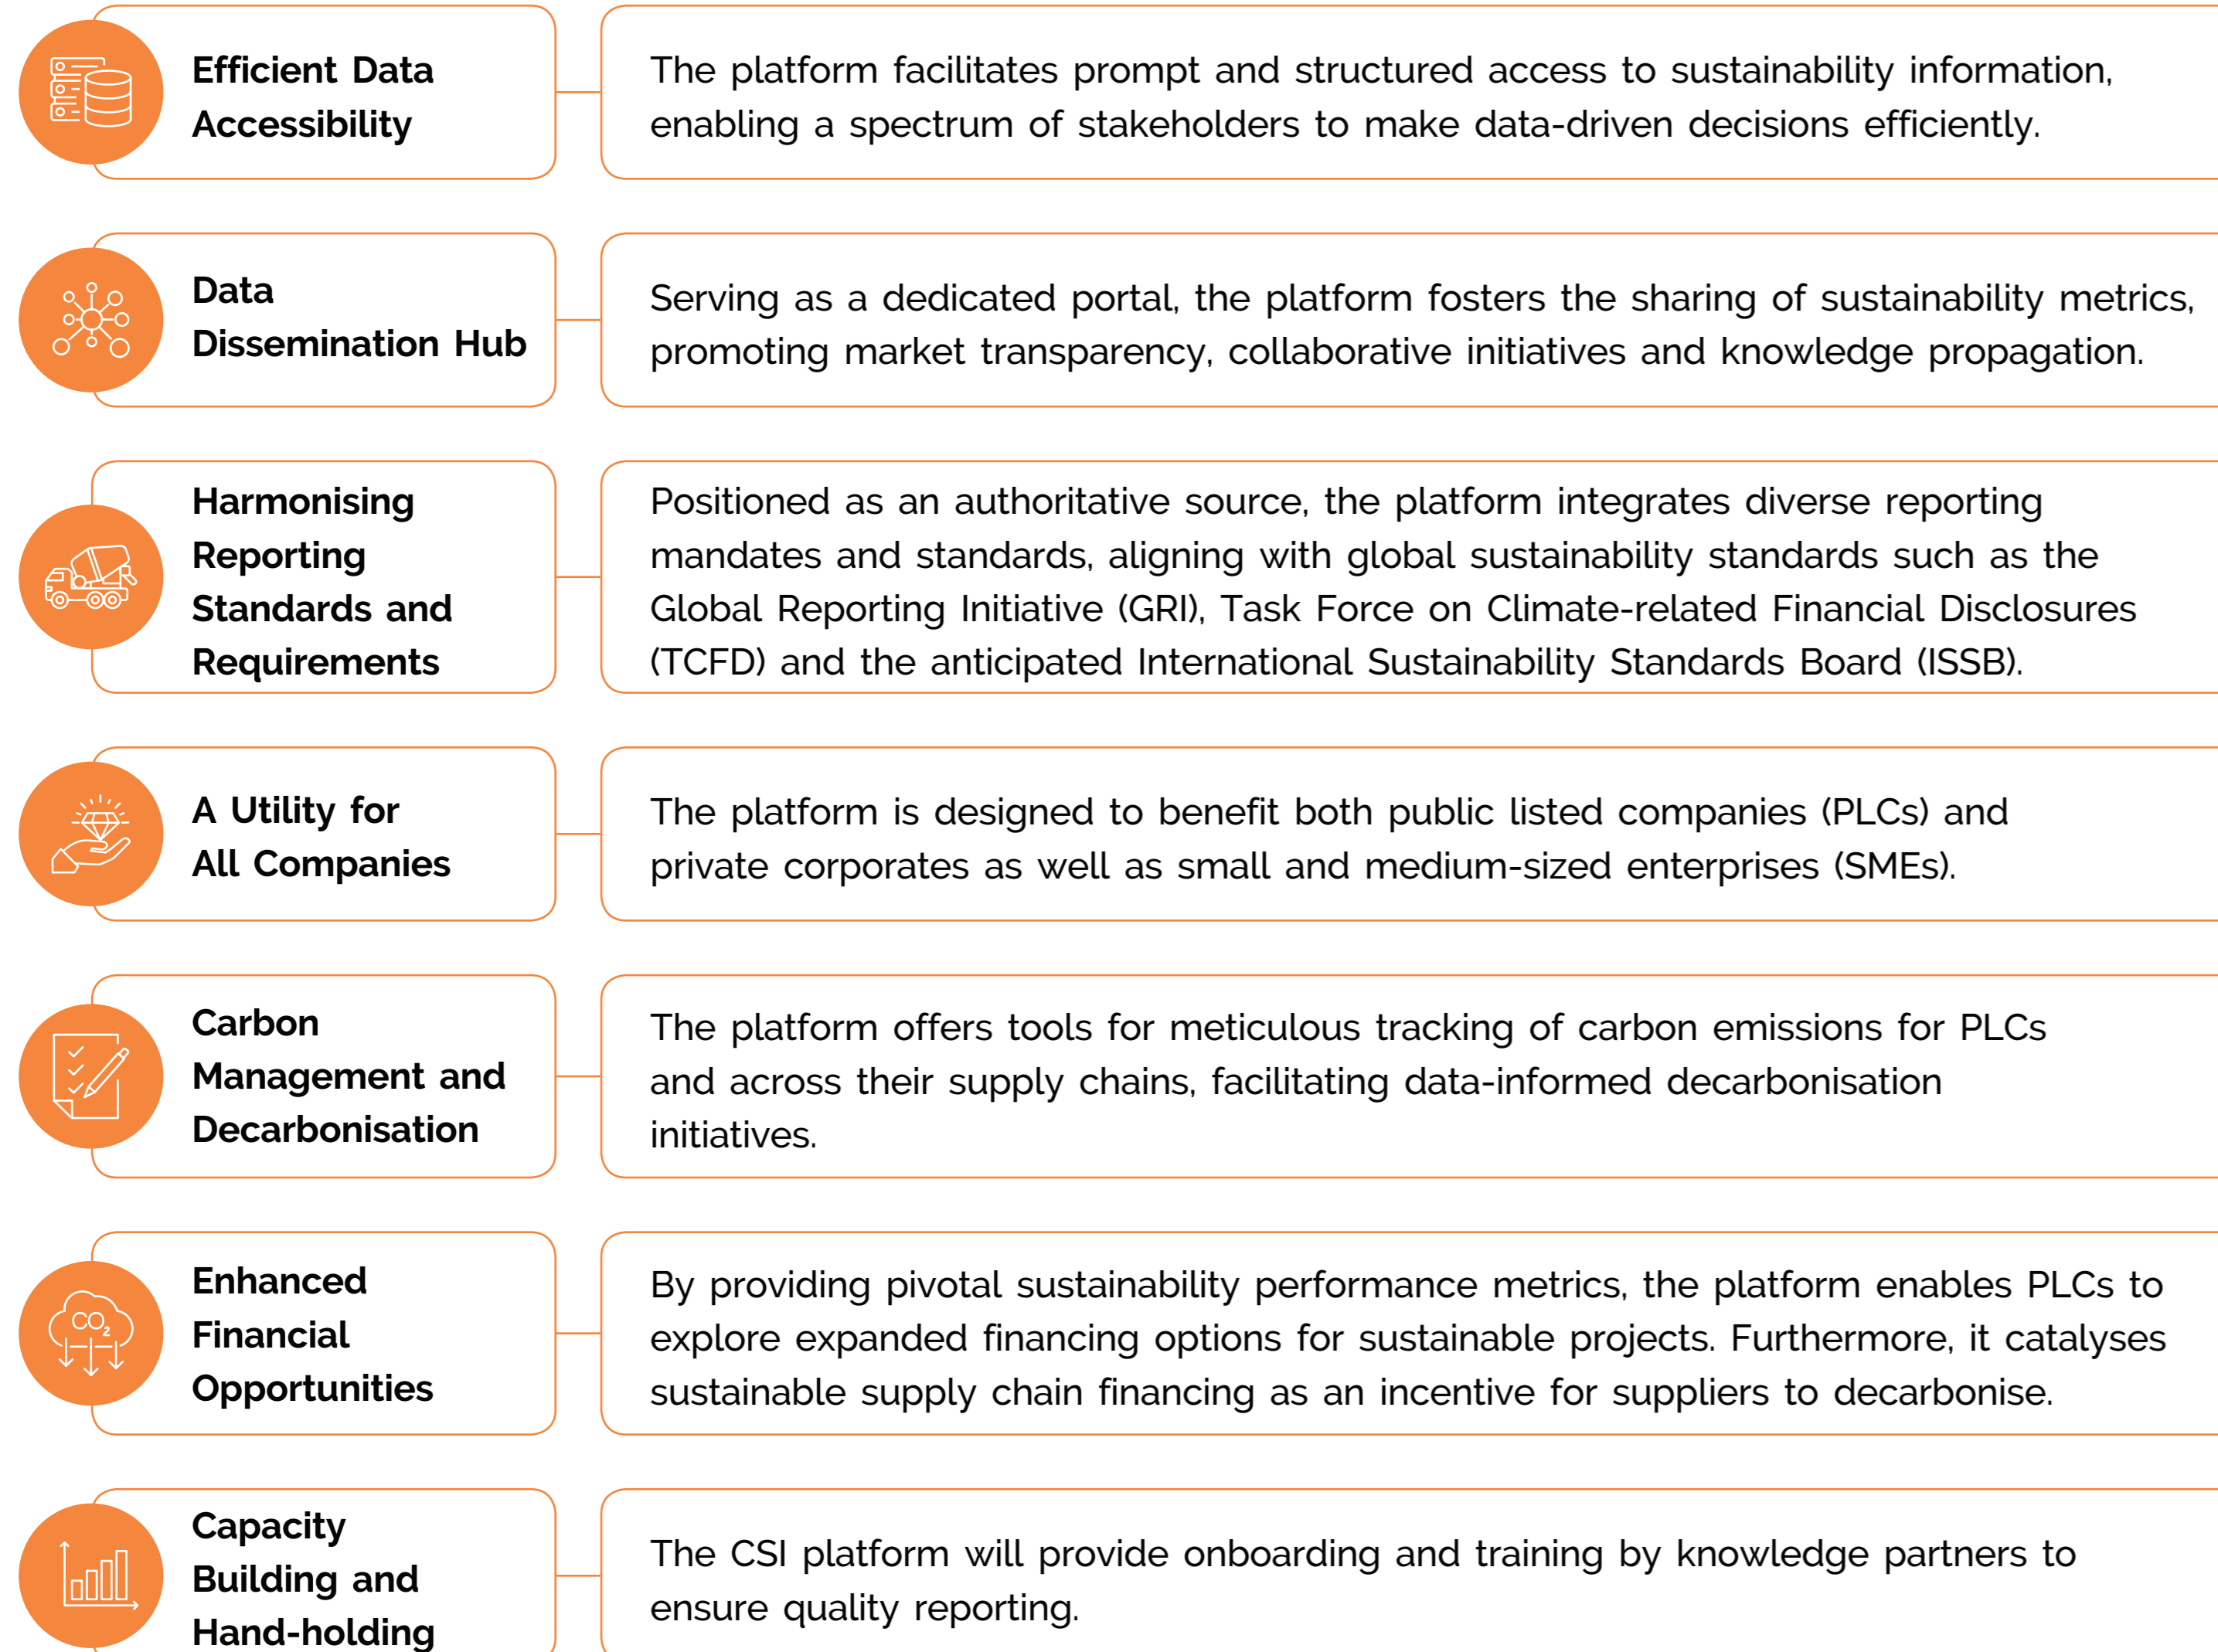 Efficient Data
Accessibility
The platform facilitates prompt and structured access to sustainability information,
enabling a spectrum of stakeholders to make data-driven decisions efficiently.
Data
Dissemination Hub
Serving as a dedicated portal, the platform fosters the sharing of sustainability metrics,
promoting market transparency, collaborative initiatives and knowledge propagation.
Harmonising
Reporting
Standards and
Requirements
Positioned as an authoritative source, the platform integrates diverse reporting
mandates and standards, aligning with global sustainability standards such as the
Global Reporting Initiative (GRI), Task Force on Climate-related Financial Disclosures
(TCFD) and the anticipated International Sustainability Standards Board (ISSB).
A Utility for
All Companies
The platform is designed to benefit both public listed companies (PLCs) and
private corporates as well as small and medium-sized enterprises (SMEs).
Carbon
Management and
Decarbonisation
The platform offers tools for meticulous tracking of carbon emissions for PLCs
and across their supply chains, facilitating data-informed decarbonisation
initiatives.
CO2
Enhanced
Financial
Opportunities
By providing pivotal sustainability performance metrics, the platform enables PLCs to
explore expanded financing options for sustainable projects. Furthermore, it catalyses
sustainable supply chain financing as an incentive for suppliers to decarbonise.
Capacity
Building and
Hand-holding
The CSI platform will provide onboarding and training by knowledge partners to
ensure quality reporting.